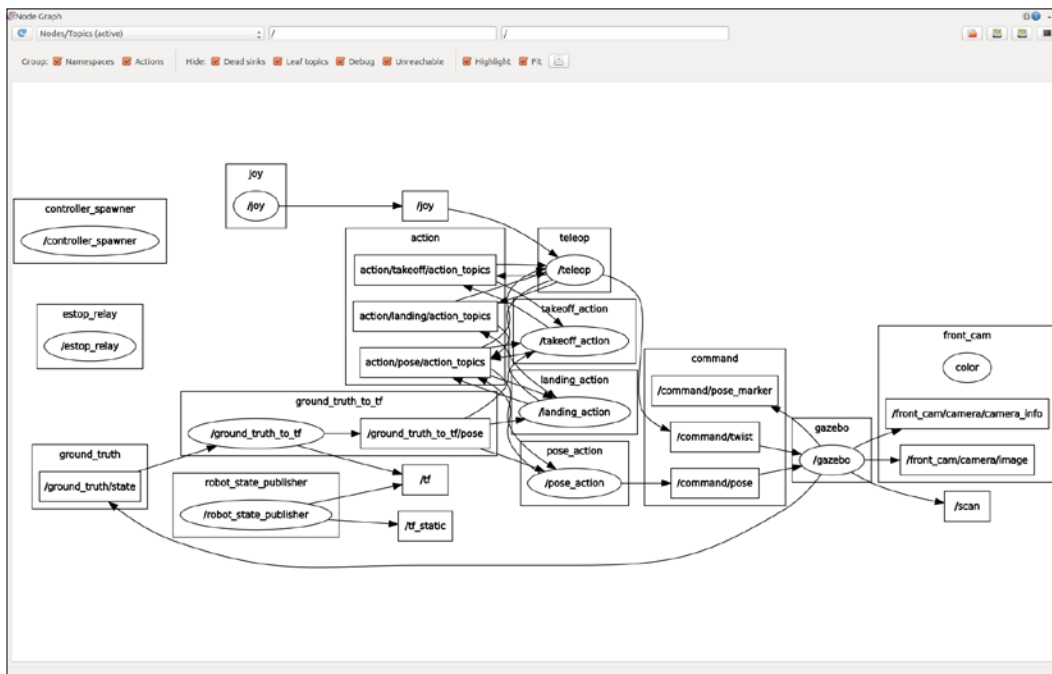 Node Graph
Nodes/Topics (active) / /
Group: Namespaces Actions Hide: Dead sinks Leaf topics Debug Unreachable Highlight Fit
joy
/joy
/joy
controller_spawner
/controller_spawner
action
action/takeoff/action_topics
action/landing/action_topics
action/pose/action_topics
teleop
/teleop
estop_relay
/estop_relay
takeoff_action
/takeoff_action
landing_action
/landing_action
pose_action
/pose_action
ground_truth_to_tf
/ground_truth_to_tf
/ground_truth_to_tf/pose
ground_truth
/ground_truth/state
robot_state_publisher
/robot_state_publisher
/tf
/tf_static
command
/command/pose_marker
/command/twist
/command/pose
gazebo
/gazebo
front_cam
color
/front_cam/camera/camera_info
/front_cam/camera/image
/scan